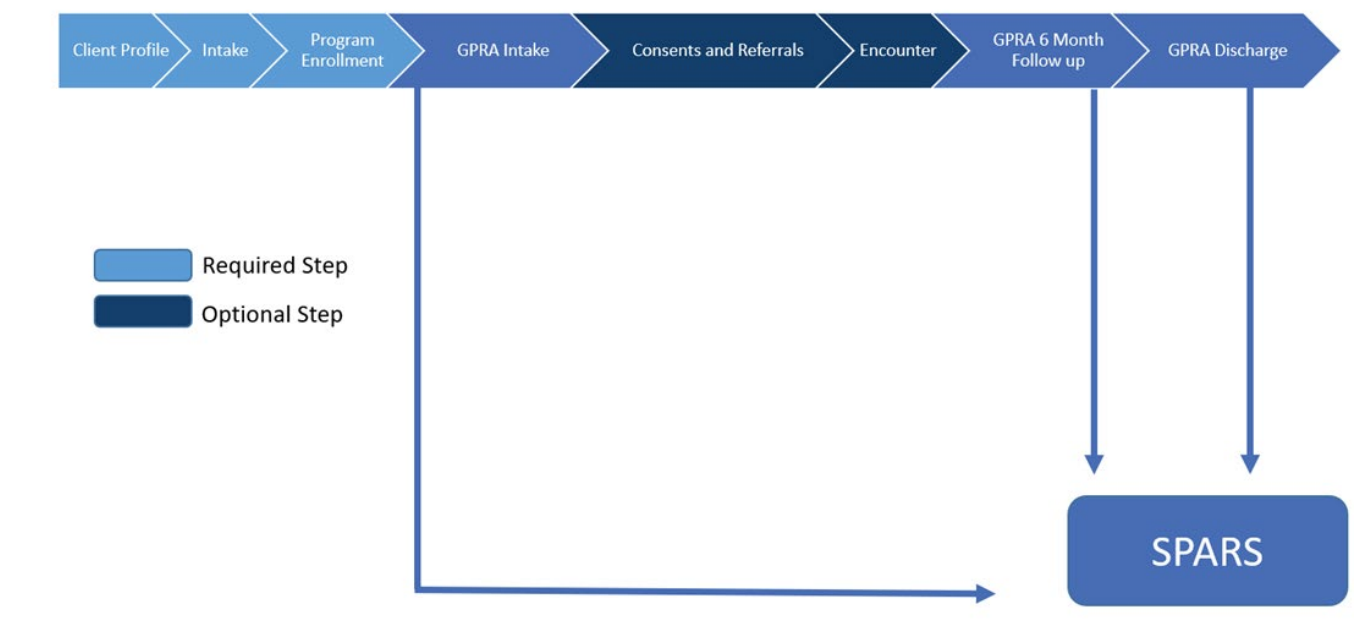 Client Profile
Intake
Program
Enrollment
GPRA Intake
Consents and Referrals
Encounter
GPRA 6 Month
Follow up
GPRA Discharge
Required Step
Optional Step
SPARS